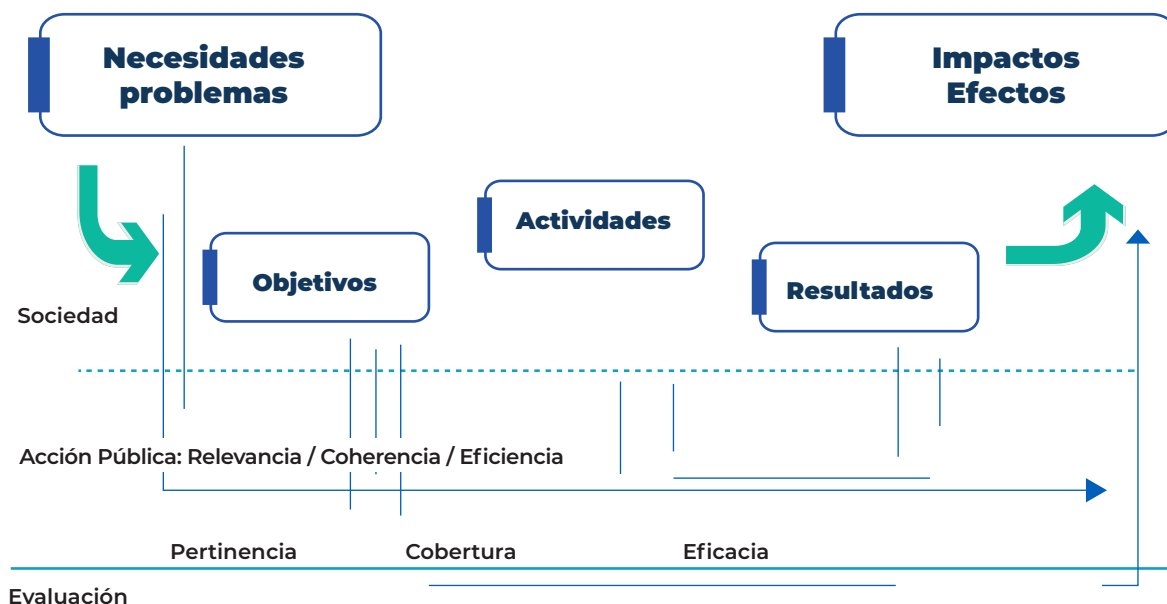 Necesidades
problemas
Impactos
Efectos
Actividades
Objetivos
Resultados
Sociedad
Acción Pública: Relevancia / Coherencia / Eficiencia
Pertinencia
Cobertura
Eficacia
Evaluación